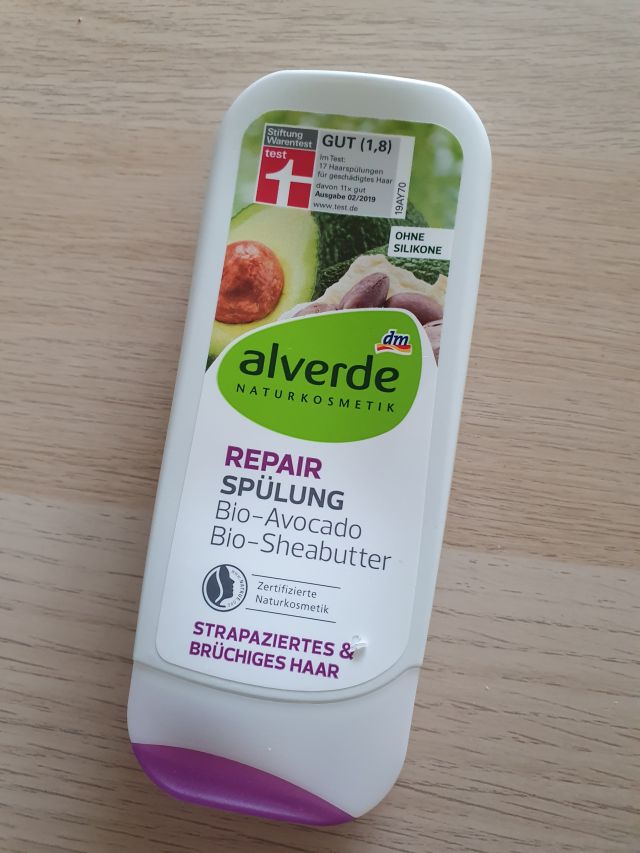 Stiftung
Warentest
test
GUT (1,8)
Im Test:
17 Haarspülungen
für geschädigtes Haar
davon 11x gut
Ausgabe 02/2019
www.test.de
19AY70
OHNE
SILIKONE
dm
alverde
NATURKOSMETIK
REPAIR
SPÜLUNG
Bio-Avocado
Bio-Sheabutter
Zertifizierte
Naturkosmetik
STRAPAZIERTES &
BRÜCHIGES HAAR